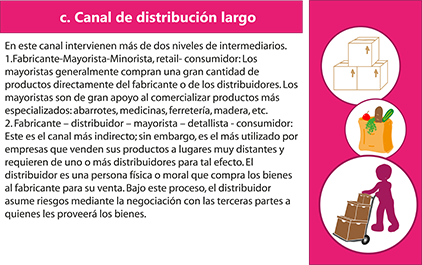 c. Canal de distribución largo
En este canal intervienen más de dos niveles de intermediarios.
1.Fabricante-Mayorista-Minorista, retail- consumidor: Los
mayoristas generalmente compran una gran cantidad de
productos directamente del fabricante o de los distribuidores. Los
mayoristas son de gran apoyo al comercializar productos más
especializados: abarrotes, medicinas, ferretería, madera, etc.
2. Fabricante – distribuidor – mayorista – detallista - consumidor:
Este es el canal más indirecto; sin embargo, es el más utilizado por
empresas que venden sus productos a lugares muy distantes y
requieren de uno o más distribuidores para tal efecto. El
distribuidor es una persona física o moral que compra los bienes
al fabricante para su venta. Bajo este proceso, el distribuidor
asume riesgos mediante la negociación con las terceras partes a
quienes les proveerá los bienes.